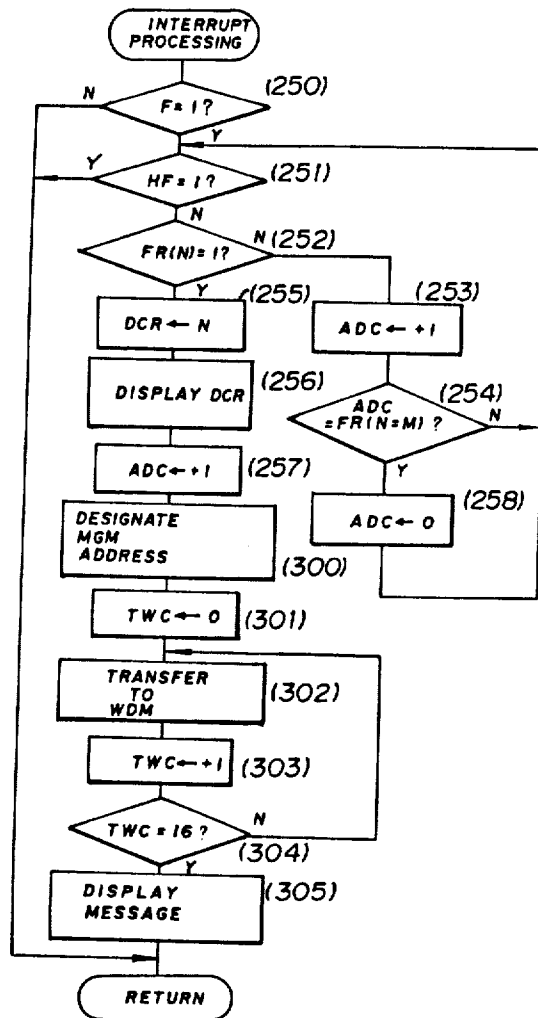 INTERRUPT
PROCESSING
(250)
N
F=1?
Y
Y
HF=1?
(251)
N
FR(N)=1?
N
(252)
Y
(255)
(253)
DCR←N
ADC←+1
DISPLAY DCR
(256)
(254)
ADC
=FR(N=M)?
N
Y
ADC←+1
(257)
(258)
ADC←0
DESIGNATE
MGM
ADDRESS
(300)
TWC←0
(301)
TRANSFER
TO
WDM
(302)
TWC←+1
(303)
TWC=16?
N
(304)
Y
DISPLAY
MESSAGE
(305)
RETURN